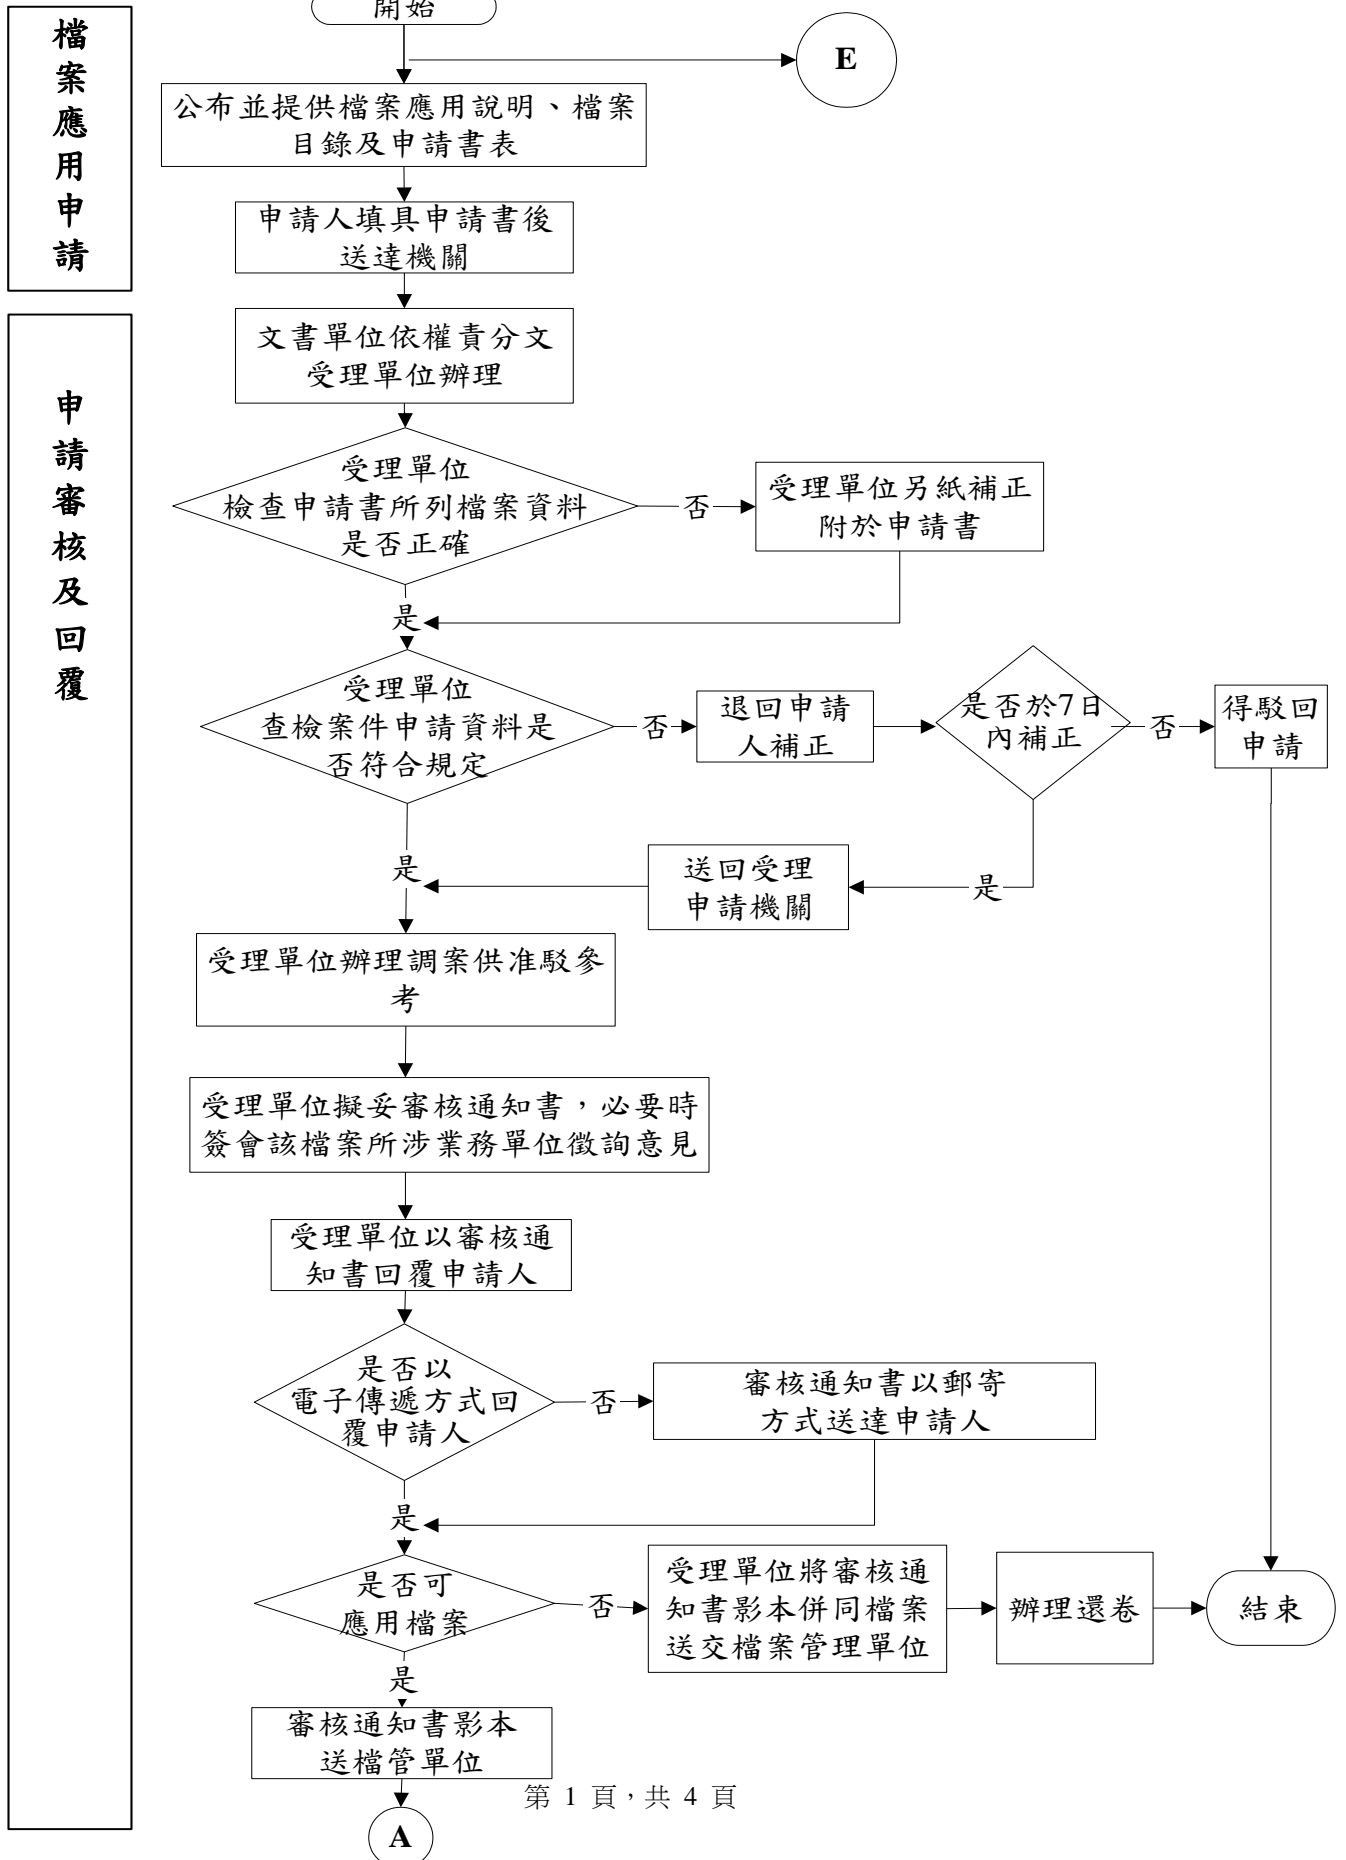 檔案應用申請
開始
E
公布並提供檔案應用說明、檔案
目錄及申請書表
申請人填具申請書後
送達機關
申請審核及回覆
文書單位依權責分文
受理單位辦理
受理單位
檢查申請書所列檔案資料
是否正確
否
受理單位另紙補正
附於申請書
是
受理單位
查檢案件申請資料是
否符合規定
否
退回申請
人補正
是否於7日
內補正
否
得駁回
申請
是
送回受理
申請機關
是
受理單位辦理調案供准駁參
考
受理單位擬妥審核通知書，必要時
簽會該檔案所涉業務單位徵詢意見
受理單位以審核通
知書回覆申請人
是否以
電子傳遞方式回
覆申請人
否
審核通知書以郵寄
方式送達申請人
是
是否可
應用檔案
否
受理單位將審核通
知書影本併同檔案
送交檔案管理單位
辦理還卷
結束
是
審核通知書影本
送檔管單位
第 1 頁，共 4 頁
A